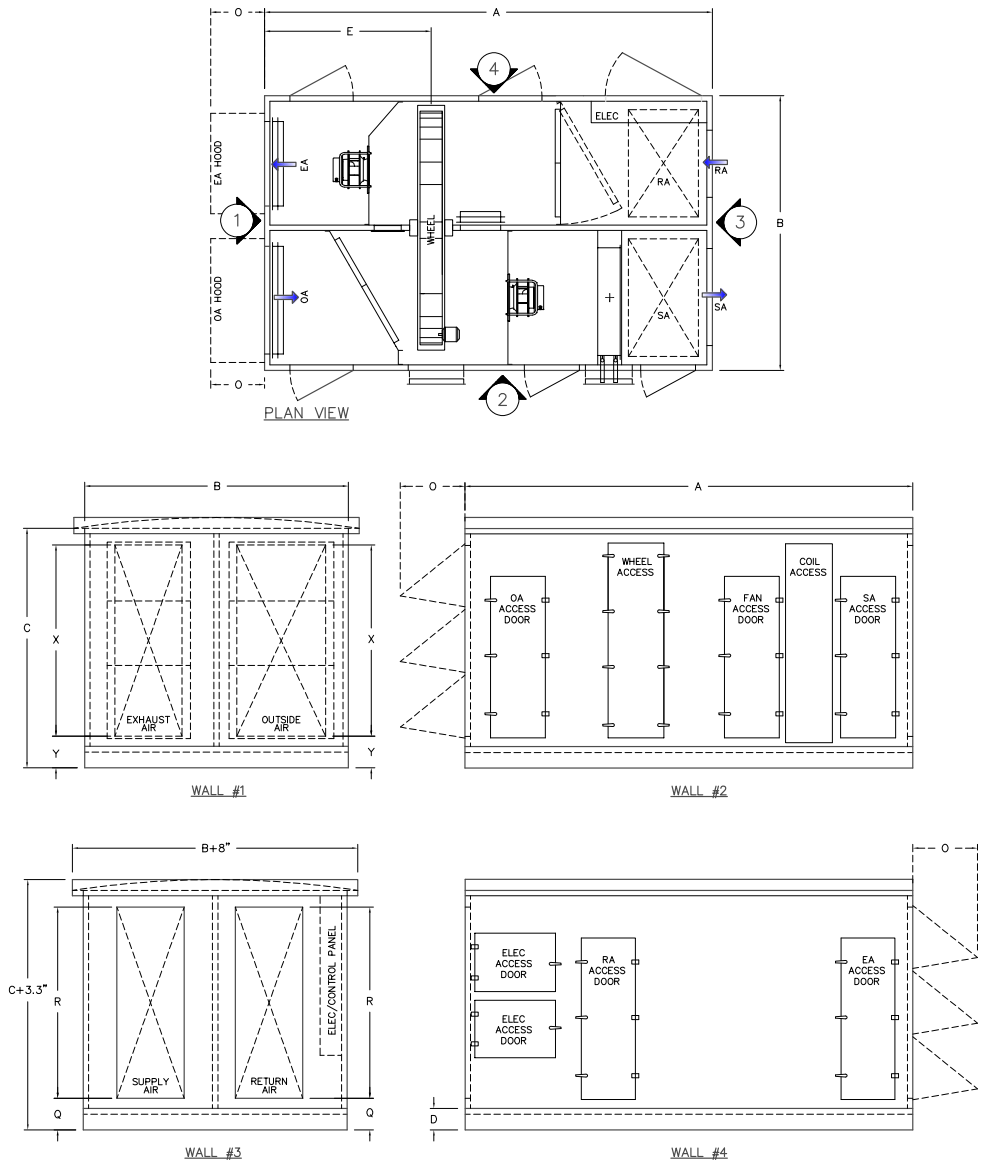 O
A
E
4
ELEC
EA HOOD
EA
RA
RA
1
WHEEL
3
B
OA HOOD
OA
SA
SA
O
2
PLAN VIEW
B
O
A
C
X
X
EXHAUST
AIR
OUTSIDE
AIR
Y
Y
WALL #1
OA
ACCESS
DOOR
WHEEL
ACCESS
FAN
ACCESS
DOOR
COIL
ACCESS
SA
ACCESS
DOOR
WALL #2
B+8"
O
C+3.3"
R
R
ELEC/CONTROL PANEL
SUPPLY
AIR
RETURN
AIR
Q
Q
WALL #3
ELEC
ACCESS
DOOR
ELEC
ACCESS
DOOR
RA
ACCESS
DOOR
EA
ACCESS
DOOR
D
WALL #4